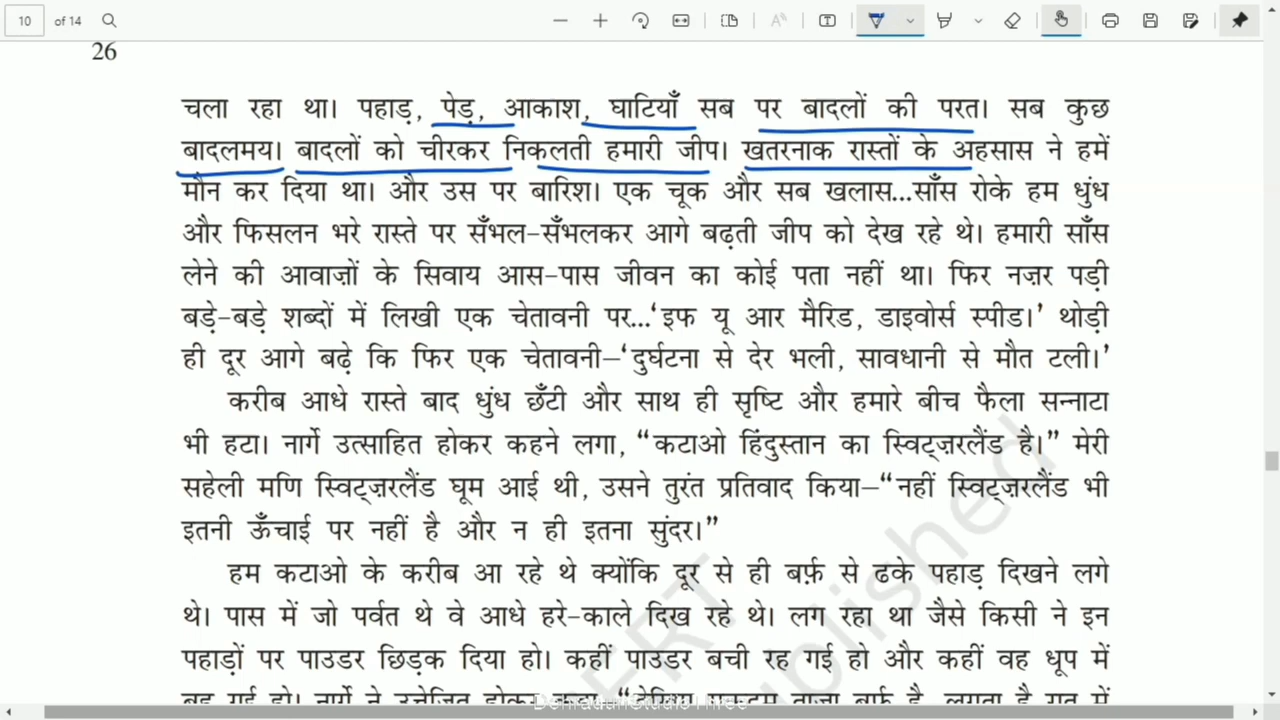 10 of 14
26
चला रहा था। पहाड़, पेड़, आकाश, घाटियाँ सब पर बादलों की परत। सब कुछ
बादलमय। बादलों को चीरकर निकलती हमारी जीप। खतरनाक रास्तों के अहसास ने हमें
मौन कर दिया था। और उस पर बारिश। एक चूक और सब खलास...साँस रोके हम धुंध
और फिसलन भरे रास्ते पर सँभल-सँभलकर आगे बढ़ती जीप को देख रहे थे। हमारी साँस
लेने की आवाज़ों के सिवाय आस-पास जीवन का कोई पता नहीं था। फिर नज़र पड़ी
बड़े-बड़े शब्दों में लिखी एक चेतावनी पर...‘इफ यू आर मैरिड, डाइवोर्स स्पीड।’ थोड़ी
ही दूर आगे बढ़े कि फिर एक चेतावनी–‘दुर्घटना से देर भली, सावधानी से मौत टली।’
करीब आधे रास्ते बाद धुंध छँटी और साथ ही सृष्टि और हमारे बीच फैला सन्नाटा
भी हटा। नार्गे उत्साहित होकर कहने लगा, “कटाओ हिंदुस्तान का स्विट्ज़रलैंड है।” मेरी
सहेली मणि स्विट्ज़रलैंड घूम आई थी, उसने तुरंत प्रतिवाद किया–“नहीं स्विट्ज़रलैंड भी
इतनी ऊँचाई पर नहीं है और न ही इतना सुंदर।”
हम कटाओ के करीब आ रहे थे क्योंकि दूर से ही बर्फ़ से ढके पहाड़ दिखने लगे
थे। पास में जो पर्वत थे वे आधे हरे-काले दिख रहे थे। लग रहा था जैसे किसी ने इन
पहाड़ों पर पाउडर छिड़क दिया हो। कहीं पाउडर बची रह गई हो और कहीं वह धूप में